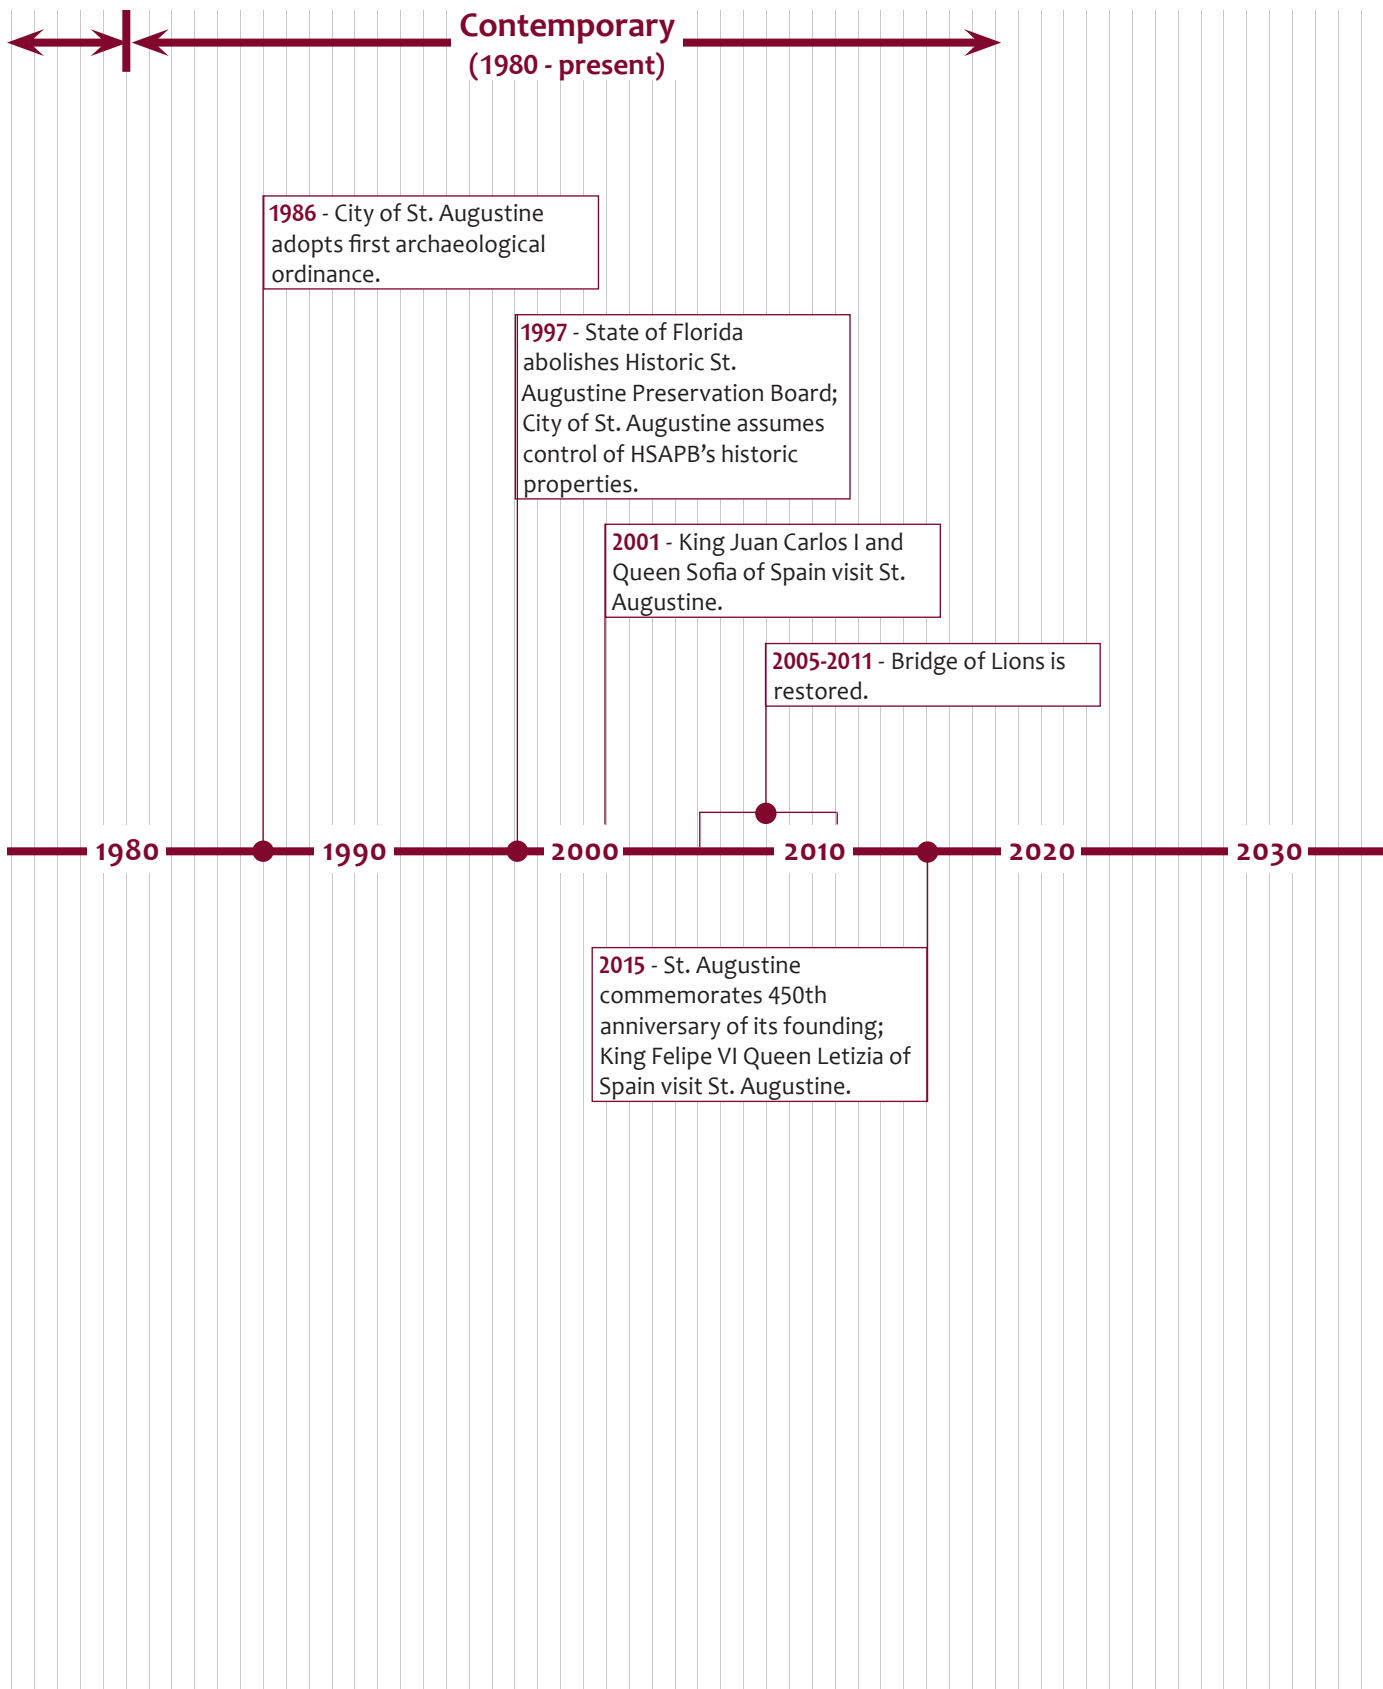 Contemporary
(1980 - present)
1986 - City of St. Augustine
adopts first archaeological
ordinance.
1997 - State of Florida
abolishes Historic St.
Augustine Preservation Board;
City of St. Augustine assumes
control of HSAPB’s historic
properties.
2001 - King Juan Carlos I and
Queen Sofia of Spain visit St.
Augustine.
2005-2011 - Bridge of Lions is
restored.
1980 1990 2000 2010 2020 2030
2015 - St. Augustine
commemorates 450th
anniversary of its founding;
King Felipe VI Queen Letizia of
Spain visit St. Augustine.